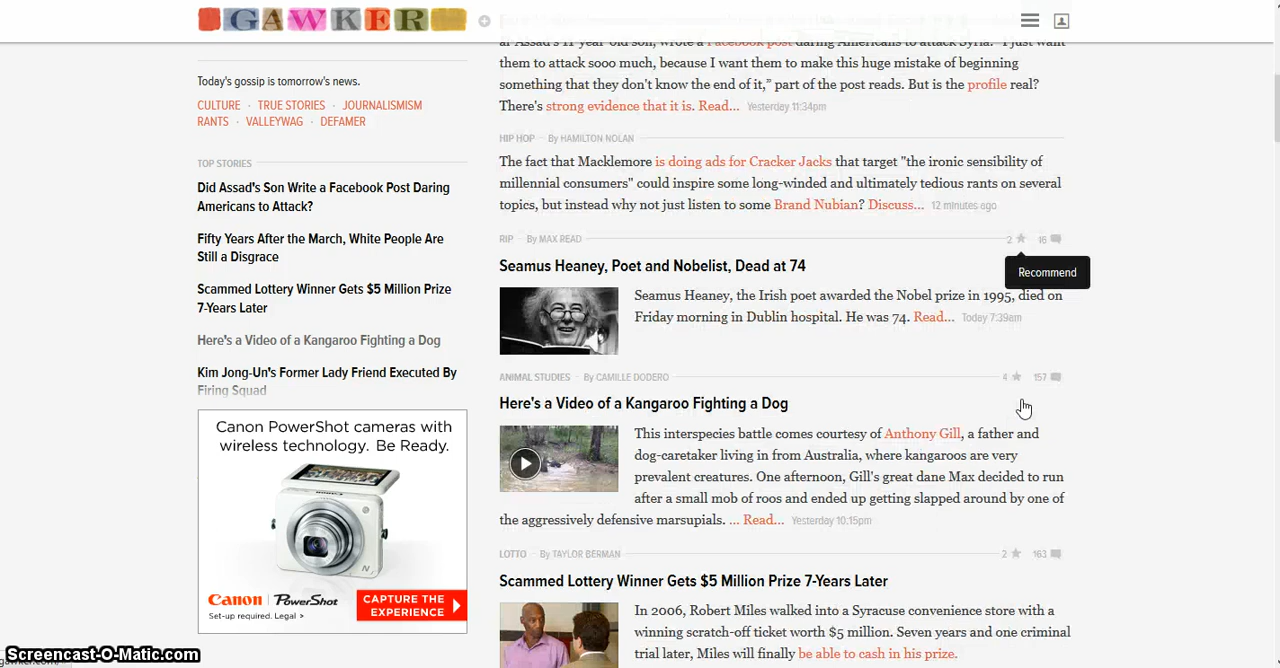 GAWKER
Today's gossip is tomorrow's news.
CULTURE · TRUE STORIES · JOURNALISMISM
RANTS · VALLEYWAG · DEFAMER
TOP STORIES
Did Assad's Son Write a Facebook Post Daring
Americans to Attack?
Fifty Years After the March, White People Are
Still a Disgrace
Scammed Lottery Winner Gets $5 Million Prize
7-Years Later
Here's a Video of a Kangaroo Fighting a Dog
Kim Jong-Un's Former Lady Friend Executed By
Firing Squad
Canon PowerShot cameras with
wireless technology. Be Ready.
N
Canon PowerShot
Set-up required. Legal >
CAPTURE THE
EXPERIENCE
al-Assad's 11-year-old son, wrote a Facebook post daring Americans to attack Syria. "I just want
them to attack sooo much, because I want them to make this huge mistake of beginning
something that they don't know the end of it," part of the post reads. But is the profile real?
There's strong evidence that it is. Read... Yesterday 11:34pm
HIP HOP By HAMILTON NOLAN
The fact that Macklemore is doing ads for Cracker Jacks that target "the ironic sensibility of
millennial consumers" could inspire some long-winded and ultimately tedious rants on several
topics, but instead why not just listen to some Brand Nubian? Discuss... 12 minutes ago
RIP By MAX READ 2 16
Seamus Heaney, Poet and Nobelist, Dead at 74
Recommend
Seamus Heaney, the Irish poet awarded the Nobel prize in 1995, died on
Friday morning in Dublin hospital. He was 74. Read... Today 7:39am
ANIMAL STUDIES By CAMILLE DODERO 4 157
Here's a Video of a Kangaroo Fighting a Dog
This interspecies battle comes courtesy of Anthony Gill, a father and
dog-caretaker living in from Australia, where kangaroos are very
prevalent creatures. One afternoon, Gill's great dane Max decided to run
after a small mob of roos and ended up getting slapped around by one of
the aggressively defensive marsupials. ... Read... Yesterday 10:15pm
LOTTO By TAYLOR BERMAN 2 163
Scammed Lottery Winner Gets $5 Million Prize 7-Years Later
In 2006, Robert Miles walked into a Syracuse convenience store with a
winning scratch-off ticket worth $5 million. Seven years and one criminal
trial later, Miles will finally be able to cash in his prize.
Screencast-O-Matic.com